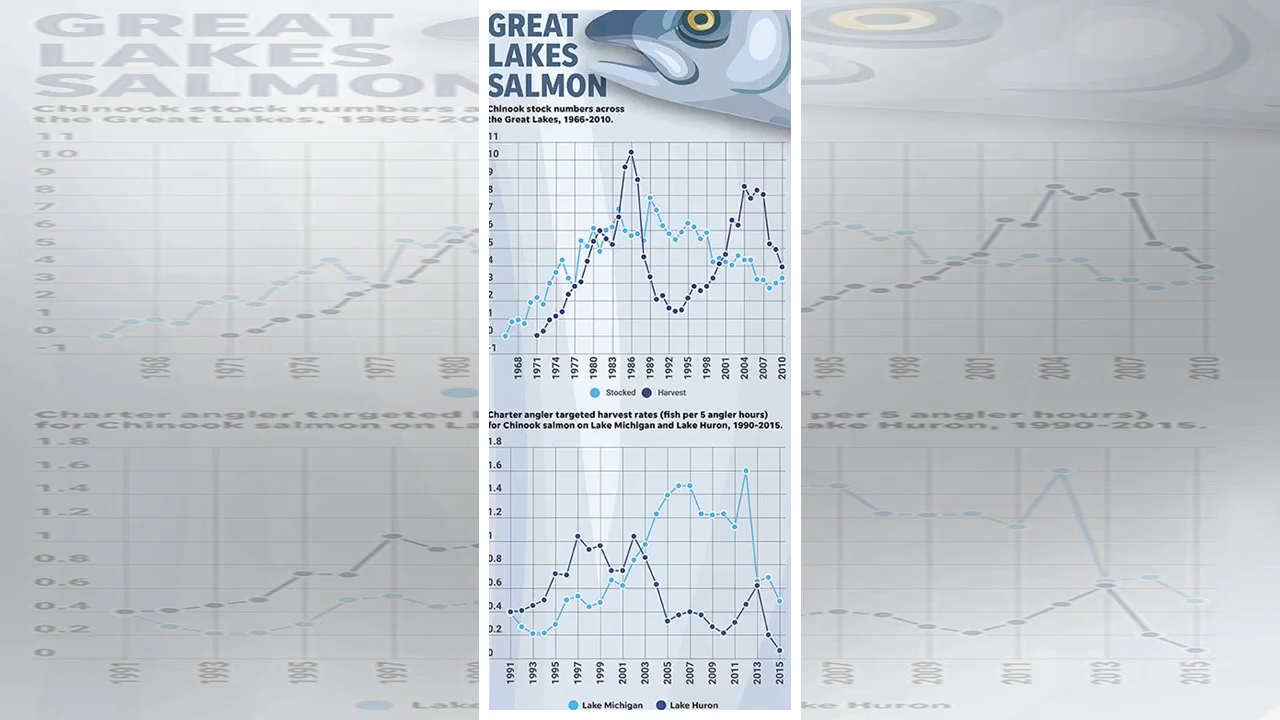 GREAT
LAKES
SALMON
Chinook stock numbers across
the Great Lakes, 1966-2010.
11
10
9
8
7
6
5
4
3
2
1
0
-1
1968 1971 1974 1977 1980 1983 1986 1989 1992 1995 1998 2001 2004 2007 2010
Stocked Harvest
Charter angler targeted harvest rates (fish per 5 angler hours)
for Chinook salmon on Lake Michigan and Lake Huron, 1990-2015.
1.8
1.6
1.4
1.2
1
0.8
0.6
0.4
0.2
0
1991 1993 1995 1997 1999 2001 2003 2005 2007 2009 2011 2013 2015
Lake Michigan Lake Huron